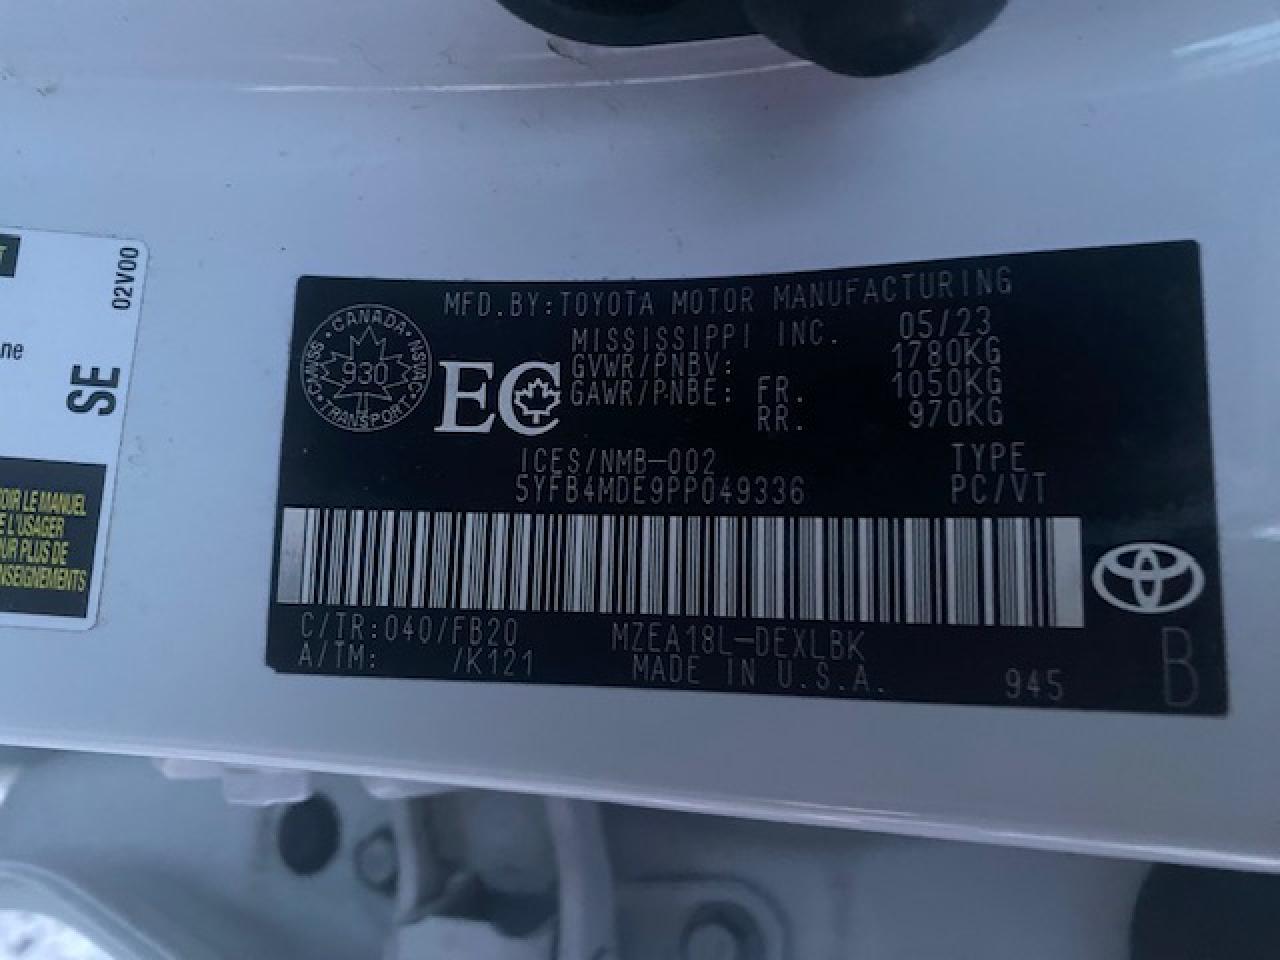 T
02V00
ne
SE
OIR LE MANUEL
E L'USAGER
UR PLUS DE
NSEIGNEMENTS
MFD.BY:TOYOTA MOTOR MANUFACTURING
MISSISSIPPI INC. 05/23
GVWR/PNBV: 1780KG
GAWR/PNBE: FR. 1050KG
RR. 970KG
CANADA
930
TRANSPORT
EC
ICES/NMB-002 TYPE
5YFB4MDE9PP049336 PC/VT
C/TR:040/FB20 MZEA18L-DEXLBK
A/TM: /K121 MADE IN U.S.A. 945
B